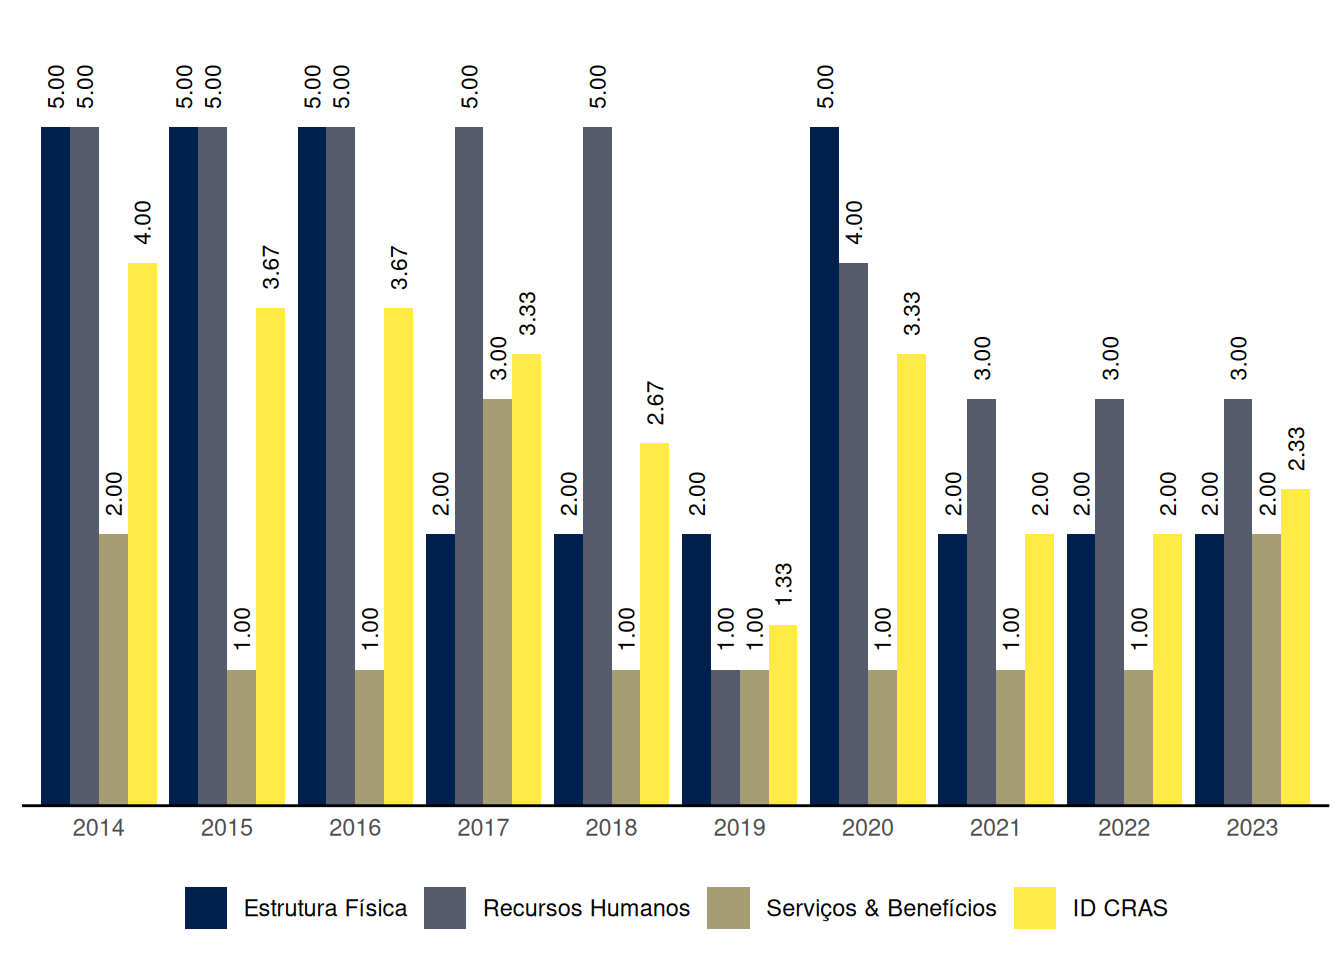 5.00 5.00 2.00 4.00
5.00 5.00 1.00 3.67
5.00 5.00 1.00 3.67
2.00 5.00 3.00 3.33
2.00 5.00 1.00 2.67
2.00 1.00 1.00 1.33
5.00 4.00 1.00 3.33
2.00 3.00 1.00 2.00
2.00 3.00 1.00 2.00
2.00 3.00 2.00 2.33
2014 2015 2016 2017 2018 2019 2020 2021 2022 2023
Estrutura Física Recursos Humanos Serviços & Benefícios ID CRAS